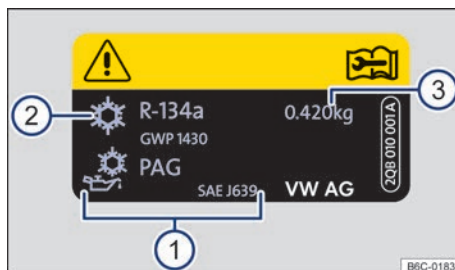 3
2
R-134a 0.420kg
GWP 1430
PAG
SAE J639 VW AG
2QB 010 001 A
1
B6C-0183